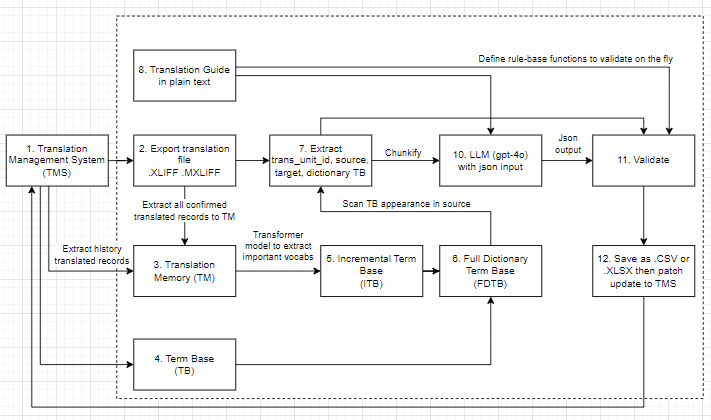 8. Translation Guide
in plain text
Define rule-base functions to validate on the fly
1. Translation
Management System
(TMS)
2. Export translation
file
.XLIFF .MXLIFF
7. Extract
trans_unit_id, source,
target, dictionary TB
Chunkify
10. LLM (gpt-4o)
with json input
Json
output
11. Validate
Extract all confirmed
translated records to TM
Scan TB appearance in source
Extract history
translated records
3. Translation
Memory (TM)
Transformer
model to extract
important vocabs
5. Incremental Term
Base
(ITB)
6. Full Dictionary
Term Base
(FDTB)
12. Save as .CSV or
.XLSX then patch
update to TMS
4. Term Base
(TB)